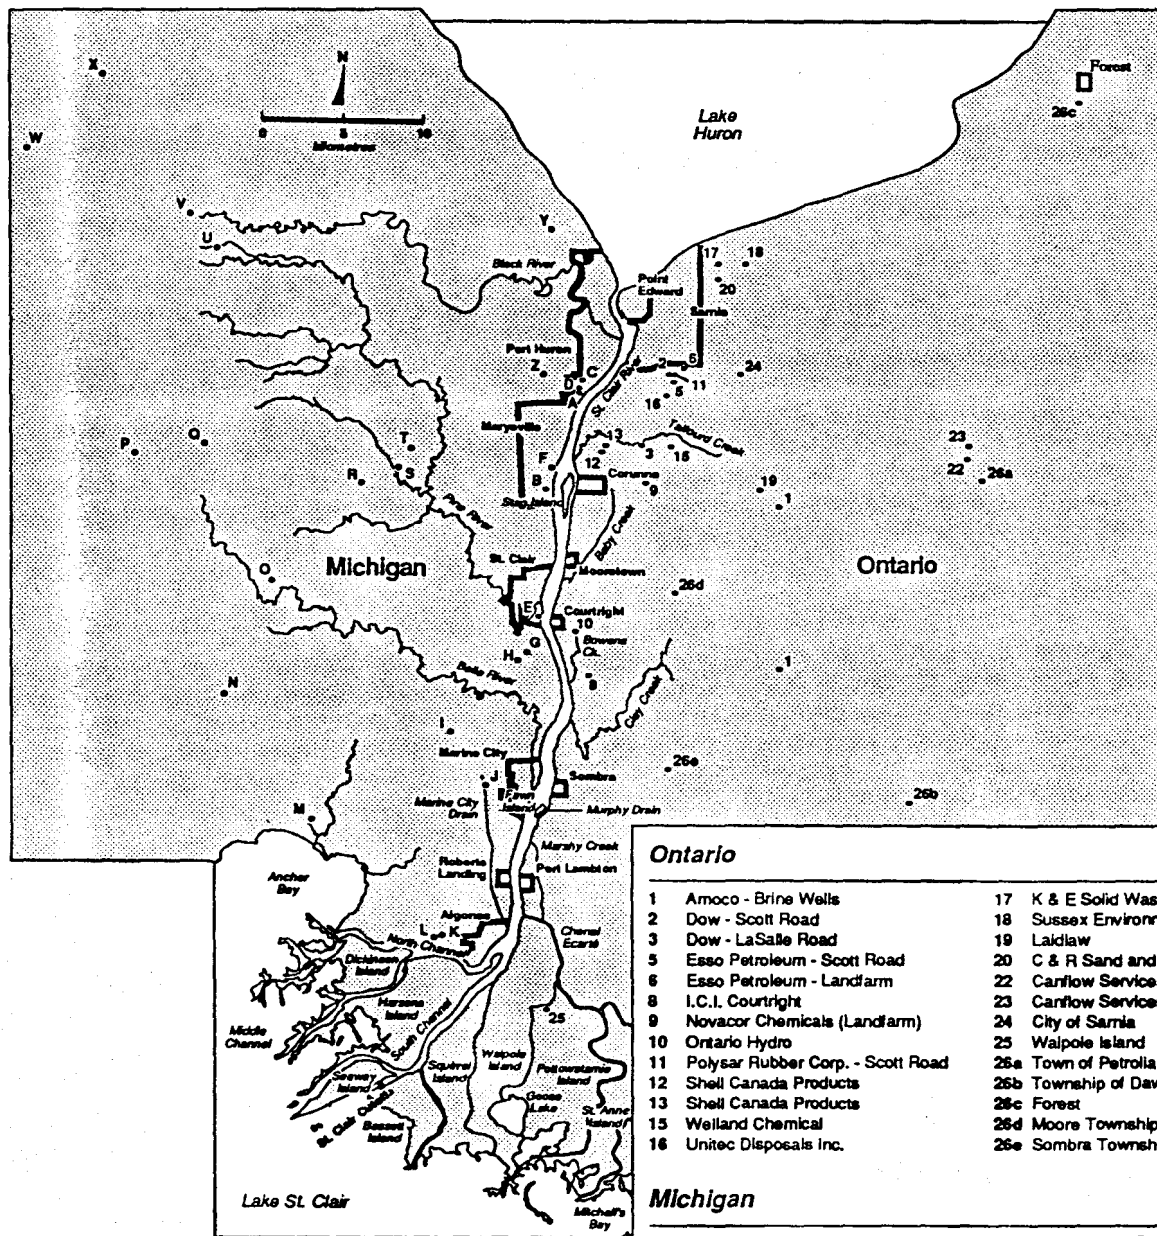 X
N
Forest
26c
Lake
Huron
0 5 10
kilometres
W
V
U
Y
Black River
17 18
Point
Edward
20
Sarnia
Port Huron
Z
C
D
A
St. Clair River
2 6
24
5 11
16
Marysville
Talfourd Creek
13
3 15
12
23
22
26a
P
Q
T
S
R
F
B
Corunna
9
19
1
Stag Island
Pine River
Baby Creek
Michigan
Ontario
St. Clair
Mooretown
O
26d
E
Courtright
10
Bowens
Ck.
G
H
Belle River
1
8
Clay Creek
N
I
Marine City
J
Sombra
26e
26b
Fawn
Island
Marine City
Drain
Murphy Drain
M
Marshy Creek
Roberts
Landing
Port Lambton
Ancher
Bay
Algonac
L K
North Channel
Chenal
Ecarté
Dickinson
Island
Harsens
Island
25
Middle
Channel
South Channel
Walpole
Island
Squirrel
Island
Pottowatamie
Island
Seaway
Island
Goose
Lake
St. Anne
Island
St. Clair Cutoff
Bassett
Island
Lake St. Clair
Mitchell's
Bay
Ontario
1 Amoco - Brine Wells
2 Dow - Scott Road
3 Dow - LaSalle Road
5 Esso Petroleum - Scott Road
6 Esso Petroleum - Landfarm
8 I.C.I. Courtright
9 Novacor Chemicals (Landfarm)
10 Ontario Hydro
11 Polysar Rubber Corp. - Scott Road
12 Shell Canada Products
13 Shell Canada Products
15 Welland Chemical
16 Unitec Disposals Inc.
17 K & E Solid Was
18 Sussex Environr
19 Laidlaw
20 C & R Sand and
22 Canflow Service
23 Canflow Service
24 City of Sarnia
25 Walpole Island
26a Town of Petrolia
26b Township of Daw
26c Forest
26d Moore Township
26e Sombra Townsh
Michigan